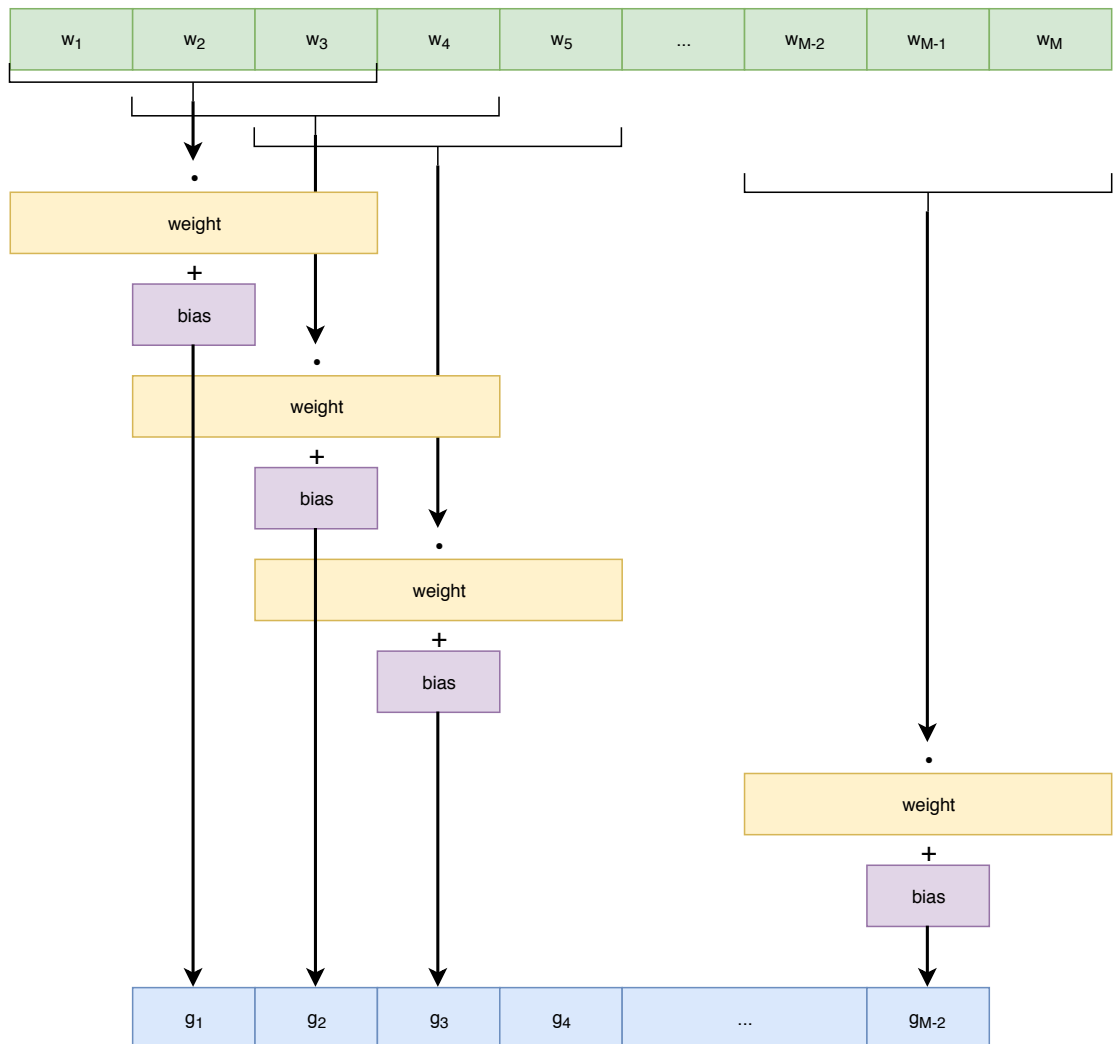 w1 w2 w3 w4 w5 ... wM-2 wM-1 wM
•
weight
+
bias
•
weight
+
bias
•
weight
+
bias
•
weight
+
bias
g1 g2 g3 g4 ... gM-2